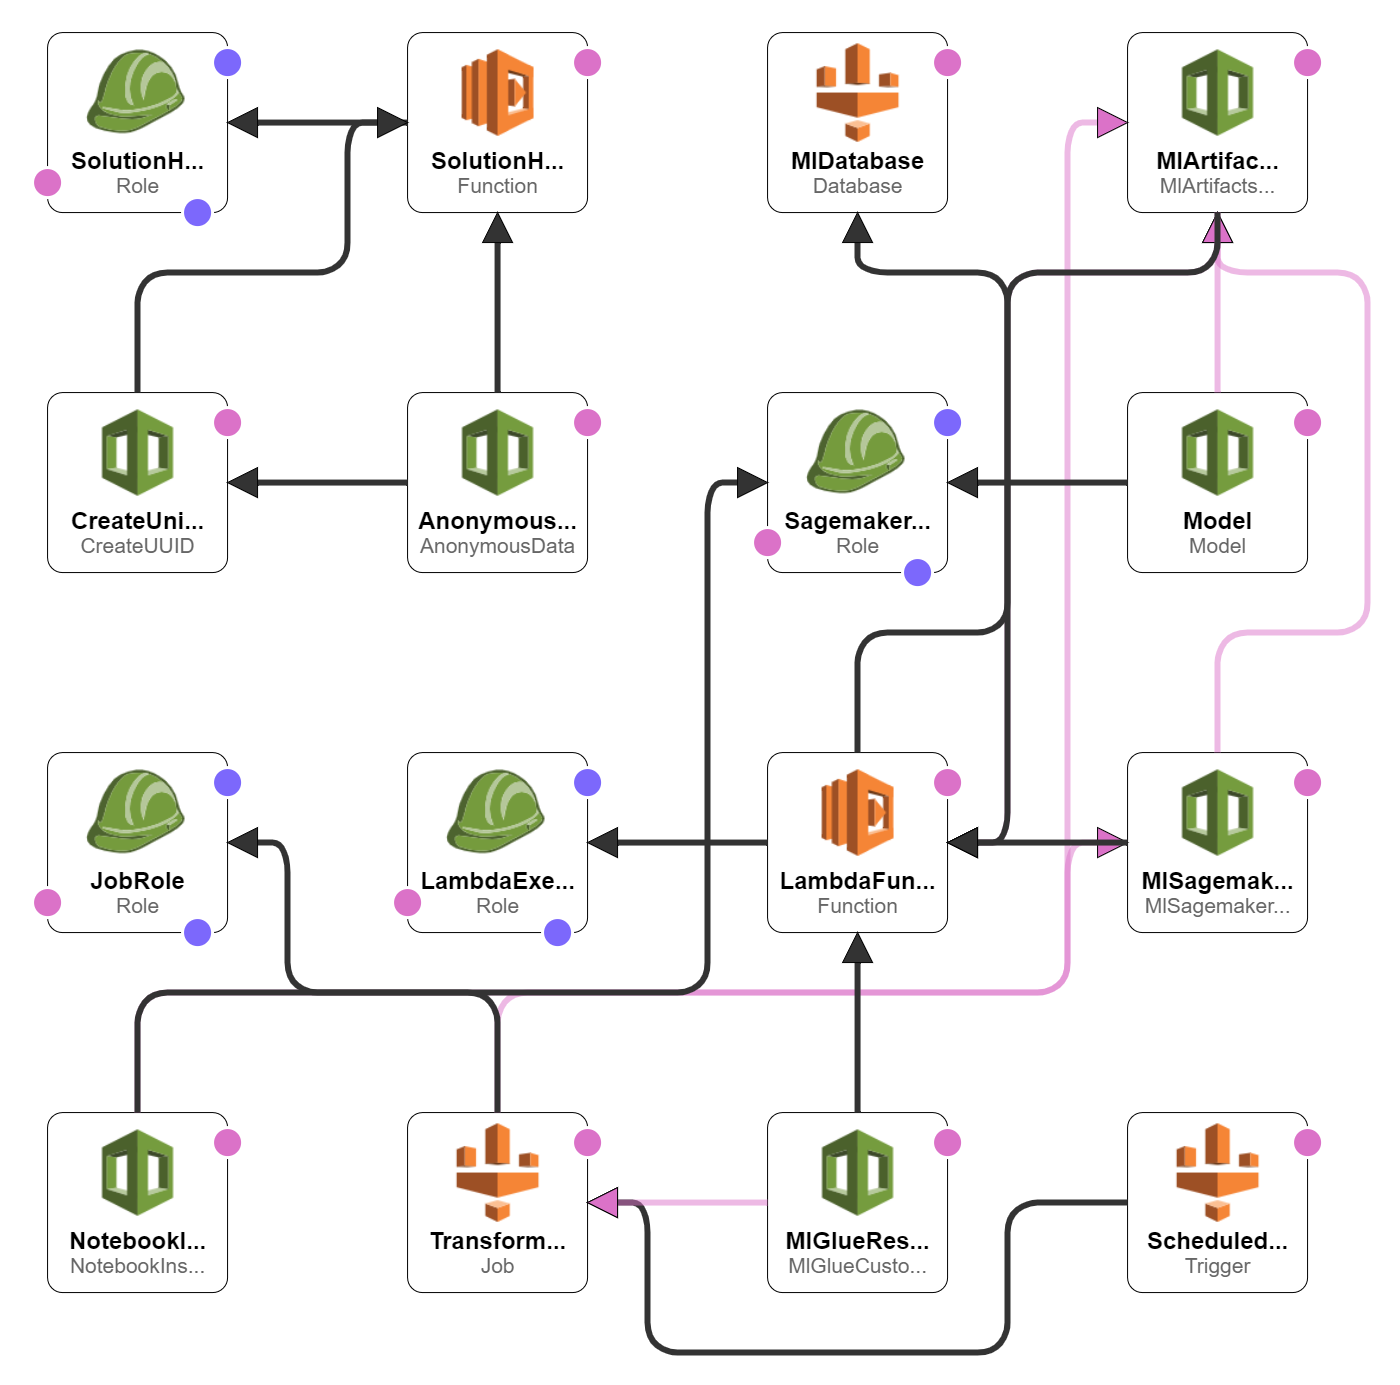 SolutionH...
Role
SolutionH...
Function
MlDatabase
Database
MlArtifac...
MlArtifacts...
CreateUni...
CreateUUID
Anonymous...
AnonymousData
Sagemaker...
Role
Model
Model
JobRole
Role
LambdaExe...
Role
LambdaFun...
Function
MlSagemak...
MlSagemaker...
NotebookI...
NotebookIns...
Transform...
Job
MlGlueRes...
MlGlueCusto...
Scheduled...
Trigger